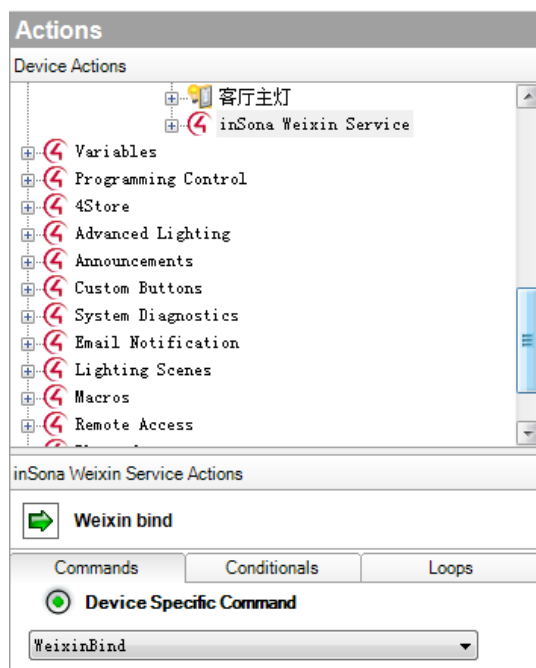 Actions
Device Actions
客厅主灯
inSona Weixin Service
Variables
Programming Control
4Store
Advanced Lighting
Announcements
Custom Buttons
System Diagnostics
Email Notification
Lighting Scenes
Macros
Remote Access
inSona Weixin Service Actions
Weixin bind
Commands Conditionals Loops
Device Specific Command
WeixinBind